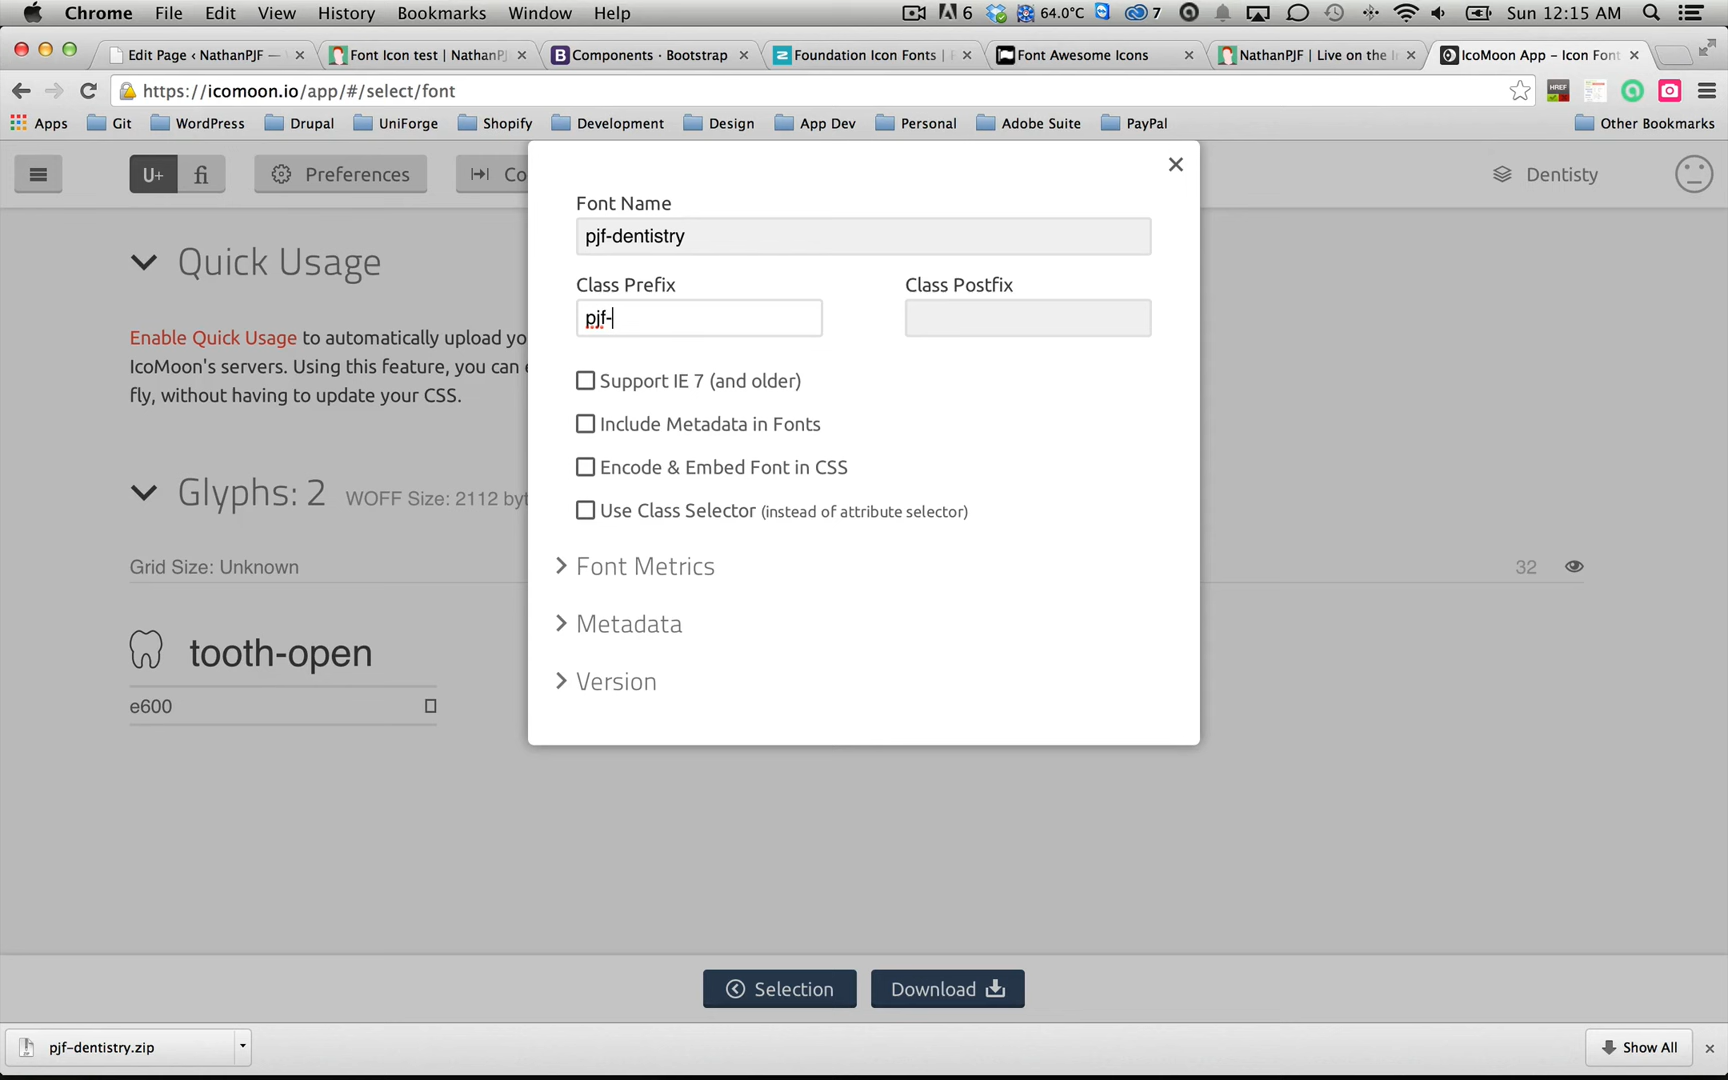 Chrome File Edit View History Bookmarks Window Help 6 64.0°C 7 Sun 12:15 AM
Edit Page ‹ NathanPJF — Font Icon test | NathanPJ Components · Bootstrap Foundation Icon Fonts | Font Awesome Icons NathanPJF | Live on the I IcoMoon App – Icon Font
https://icomoon.io/app/#/select/font HREF
Apps Git WordPress Drupal UniForge Shopify Development Design App Dev Personal Adobe Suite PayPal Other Bookmarks
U+ fi Preferences Co Dentisty
Font Name
pjf-dentistry
Class Prefix Class Postfix
pjf-
Quick Usage
Enable Quick Usage to automatically upload yo
IcoMoon's servers. Using this feature, you can e
fly, without having to update your CSS.
Support IE 7 (and older)
Include Metadata in Fonts
Encode & Embed Font in CSS
Use Class Selector (instead of attribute selector)
Glyphs: 2 WOFF Size: 2112 byt
Grid Size: Unknown 32
Font Metrics
Metadata
Version
tooth-open
e600
Selection Download
pjf-dentistry.zip Show All